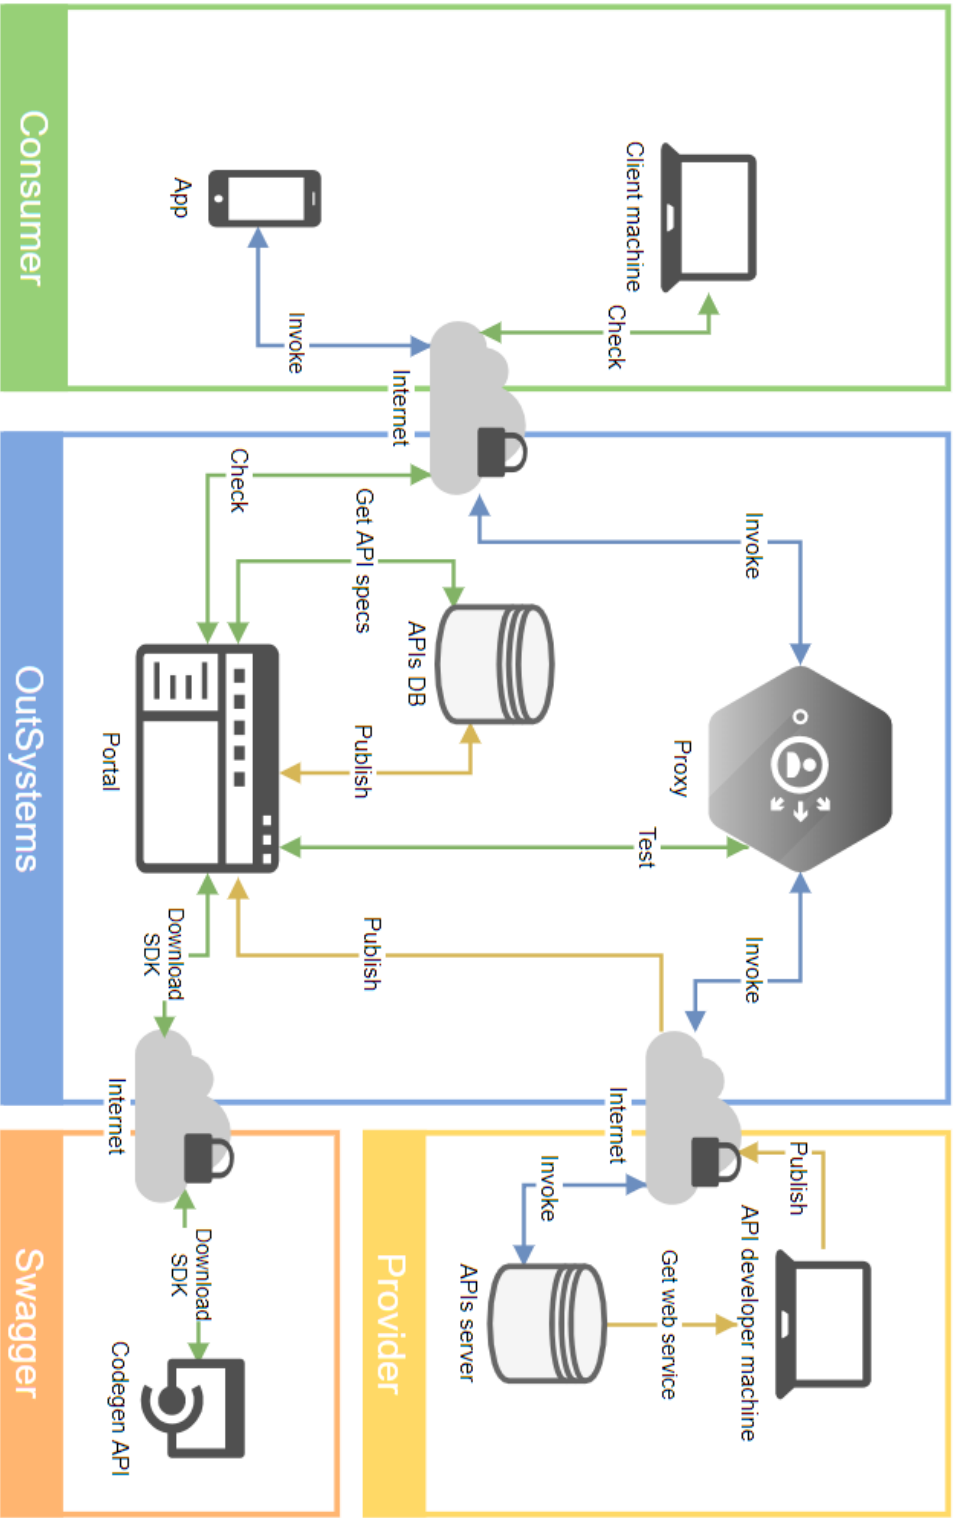 Consumer
Client machine
Check
App
Invoke
Internet
OutSystems
Invoke
Proxy
Check
Get API specs
APIs DB
Publish
Portal
Test
Invoke
Publish
Download
SDK
Internet
Internet
Provider
Publish
API developer machine
Invoke
Get web service
APIs server
Swagger
Download
SDK
Codegen API